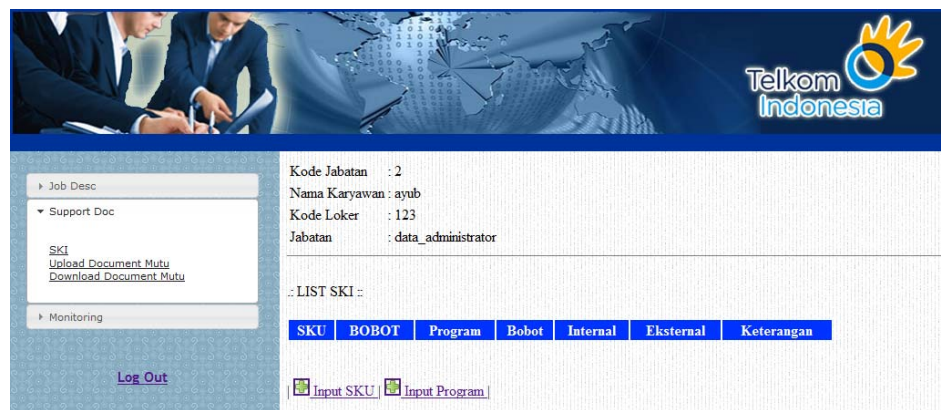 Telkom
Indonesia
Job Desc
Support Doc
SKI
Upload Document Mutu
Download Document Mutu
Monitoring
Log Out
Kode Jabatan : 2
Nama Karyawan : ayub
Kode Loker : 123
Jabatan : data_administrator
.: LIST SKI ::
SKU BOBOT Program Bobot Internal Eksternal Keterangan
| Input SKU | Input Program |